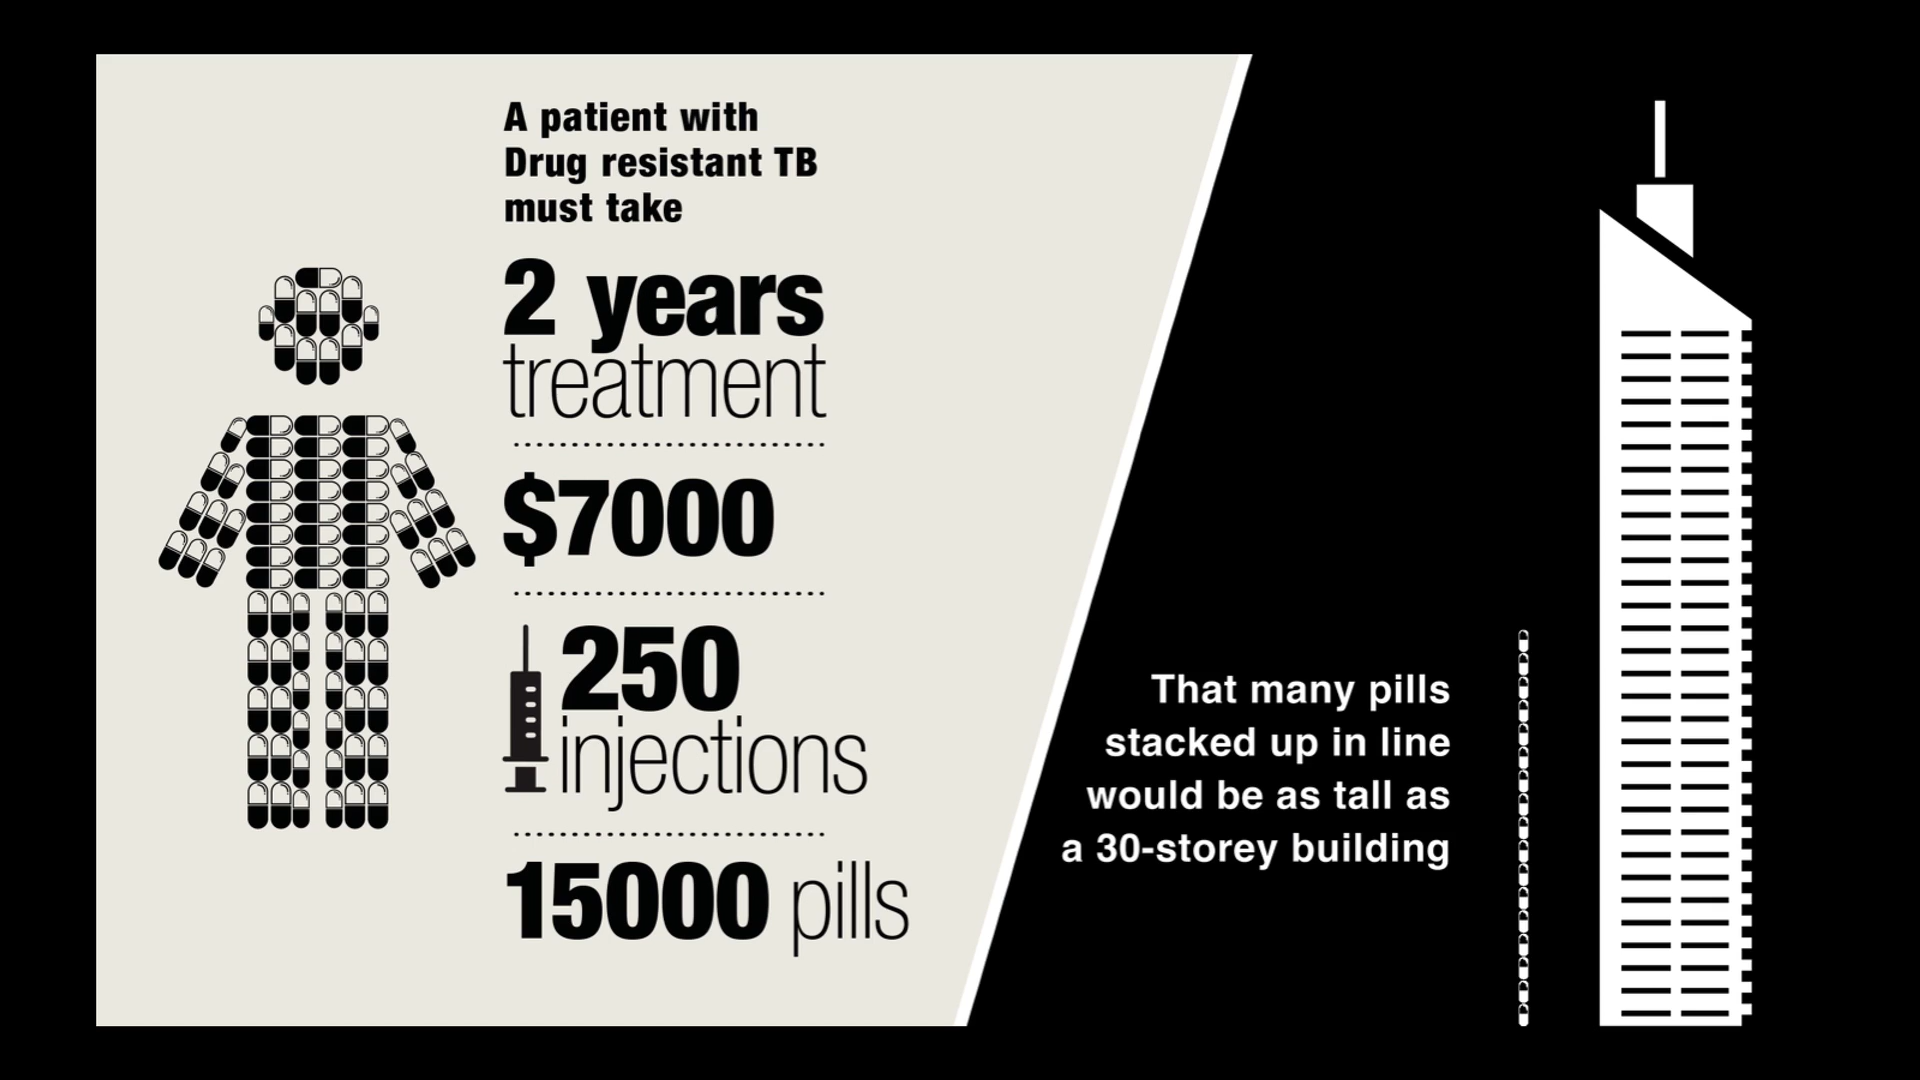 A patient with
Drug resistant TB
must take
2 years
treatment
$7000
250
injections
15000 pills
That many pills
stacked up in line
would be as tall as
a 30-storey building